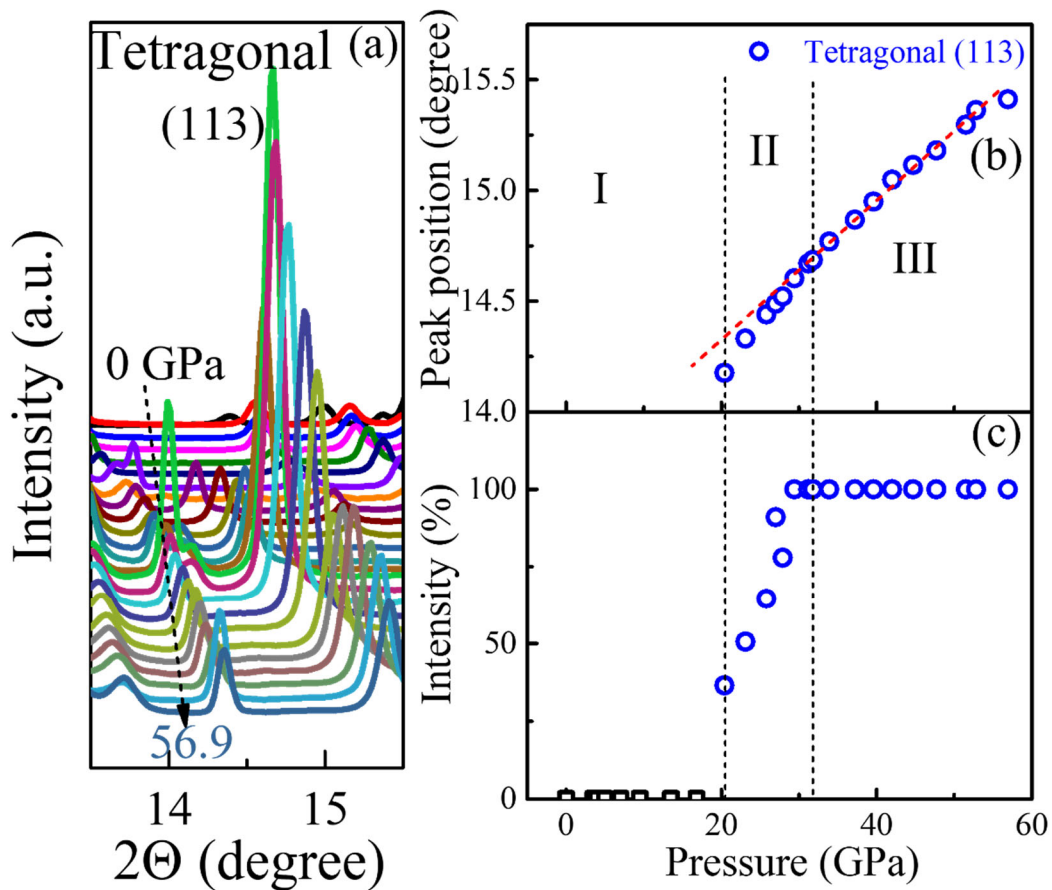 Tetragonal (a)
(113)
0 GPa
56.9
Intensity (a.u.)
14
15
2Θ (degree)
Tetragonal (113)
15.5
15.0
14.5
14.0
Peak position (degree)
I
II
III
(b)
(c)
100
50
0
Intensity (%)
0
20
40
60
Pressure (GPa)